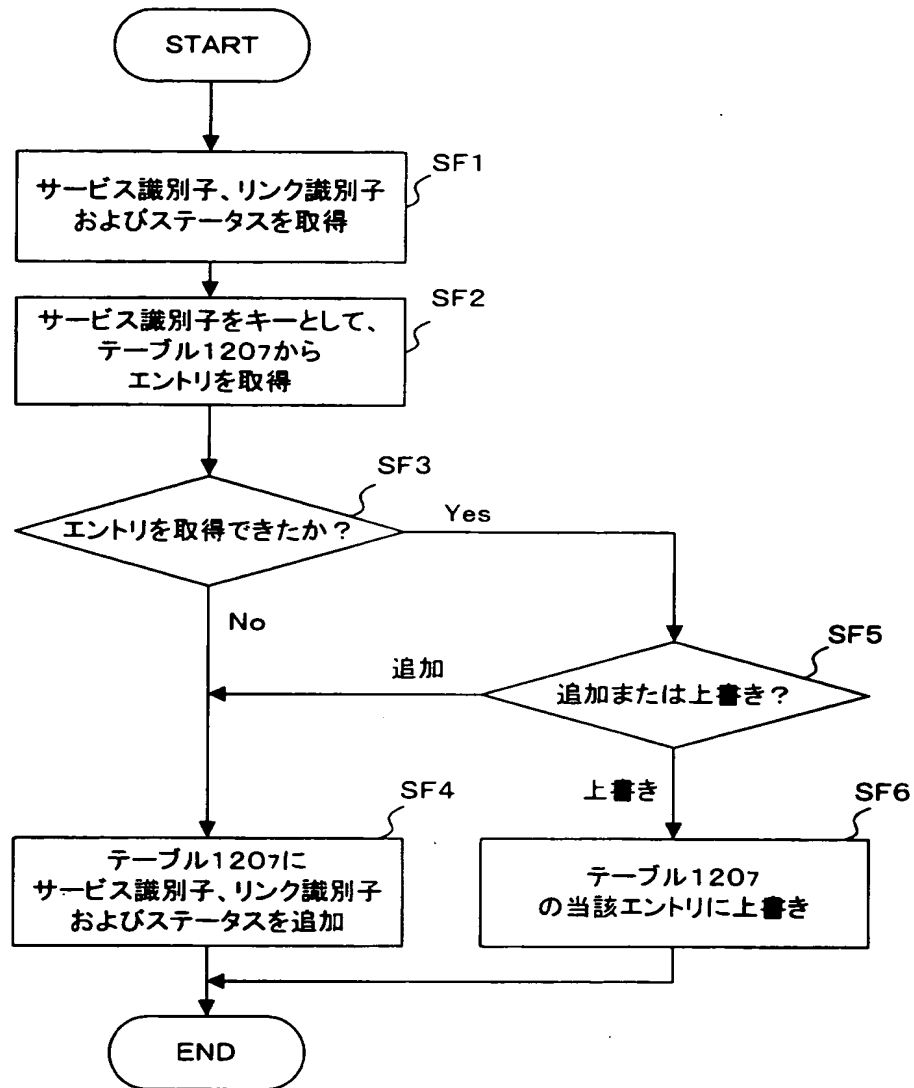 START
SF1
サービス識別子、リンク識別子
およびステータスを取得
SF2
サービス識別子をキーとして、
テーブル1207から
エントリを取得
SF3
エントリを取得できたか？
Yes
No
SF5
追加または上書き？
追加
上書き
SF4
テーブル1207に
サービス識別子、リンク識別子
およびステータスを追加
SF6
テーブル1207
の当該エントリに上書き
END